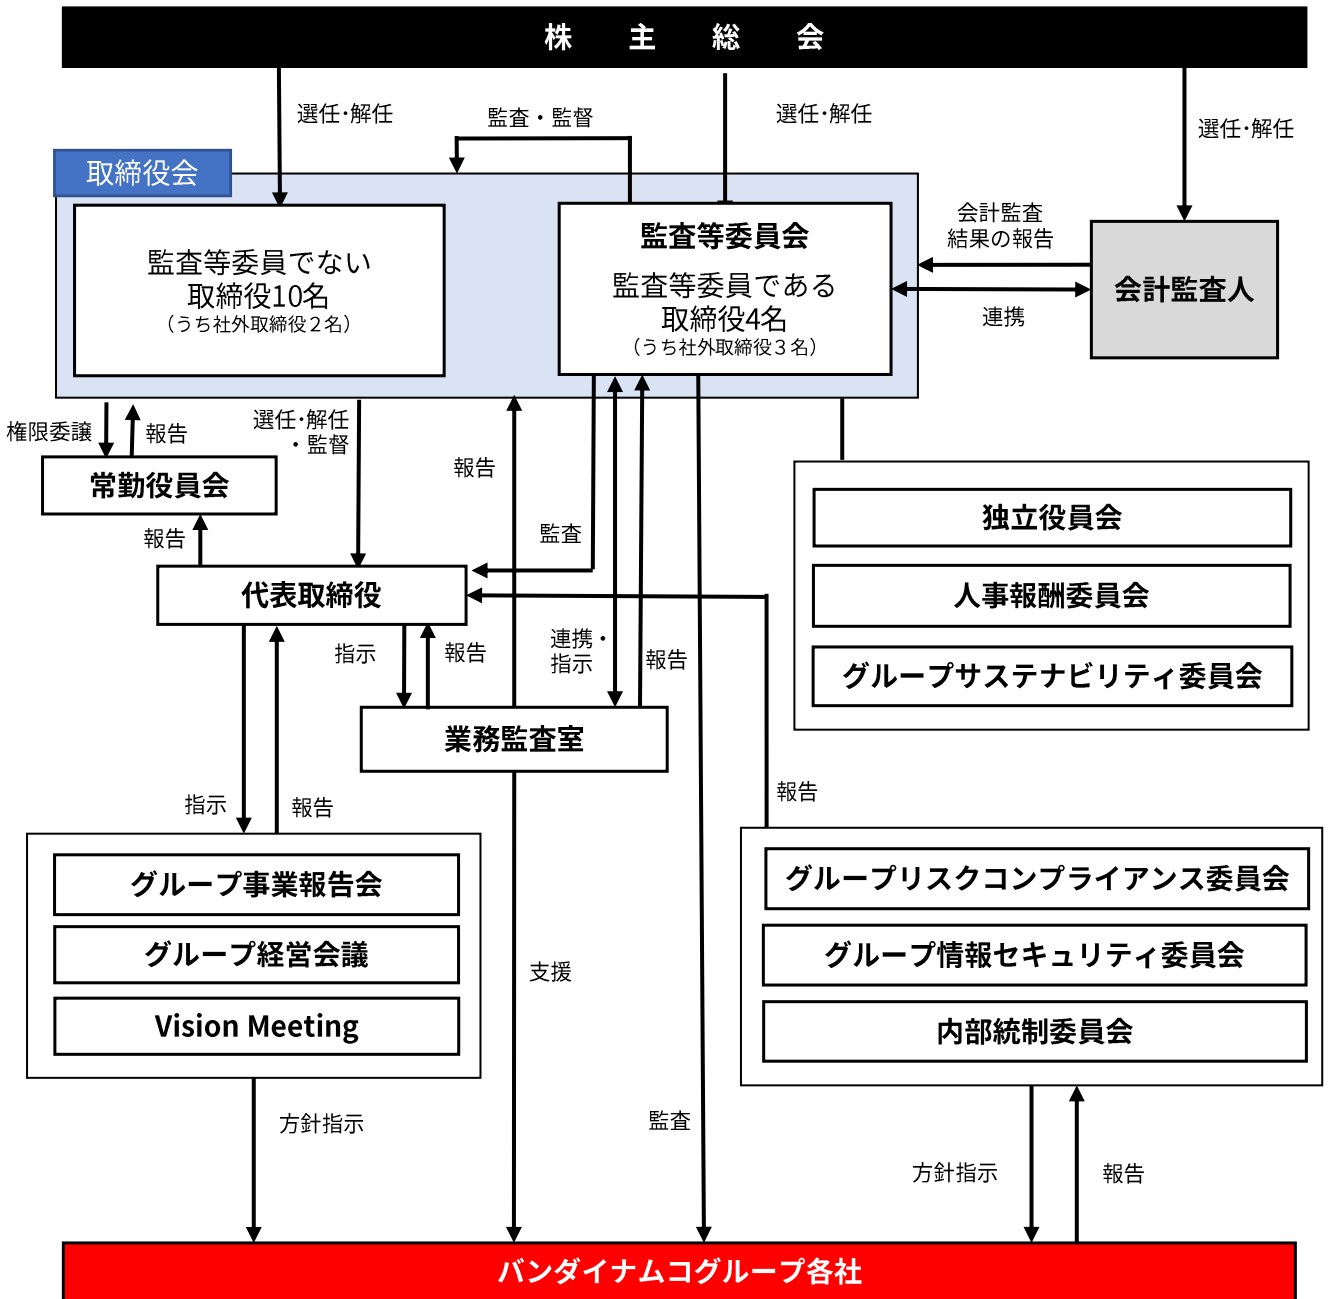 株 主 総 会
選任・解任
監査・監督
選任・解任
選任・解任
取締役会
監査等委員でない
取締役10名
（うち社外取締役２名）
監査等委員会
監査等委員である
取締役4名
（うち社外取締役３名）
会計監査
結果の報告
連携
会計監査人
権限委譲
報告
選任・解任
・監督
報告
常勤役員会
報告
監査
代表取締役
独立役員会
人事報酬委員会
グループサステナビリティ委員会
指示
報告
連携・
指示
報告
業務監査室
指示
報告
報告
グループ事業報告会
グループ経営会議
Vision Meeting
グループリスクコンプライアンス委員会
グループ情報セキュリティ委員会
内部統制委員会
支援
方針指示
監査
方針指示
報告
バンダイナムコグループ各社